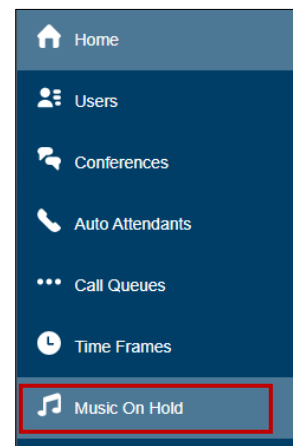 Home
Users
Conferences
Auto Attendants
Call Queues
Time Frames
Music On Hold